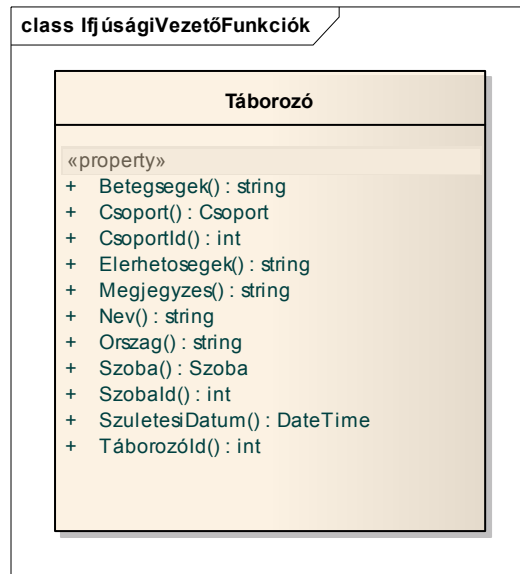 class IfjúságiVezetőFunkciók
Táborozó
«property»
+ Betegsegek() : string
+ Csoport() : Csoport
+ CsoportId() : int
+ Elerhetosegek() : string
+ Megjegyzes() : string
+ Nev() : string
+ Orszag() : string
+ Szoba() : Szoba
+ SzobaId() : int
+ SzuletesiDatum() : DateTime
+ TáborozóId() : int